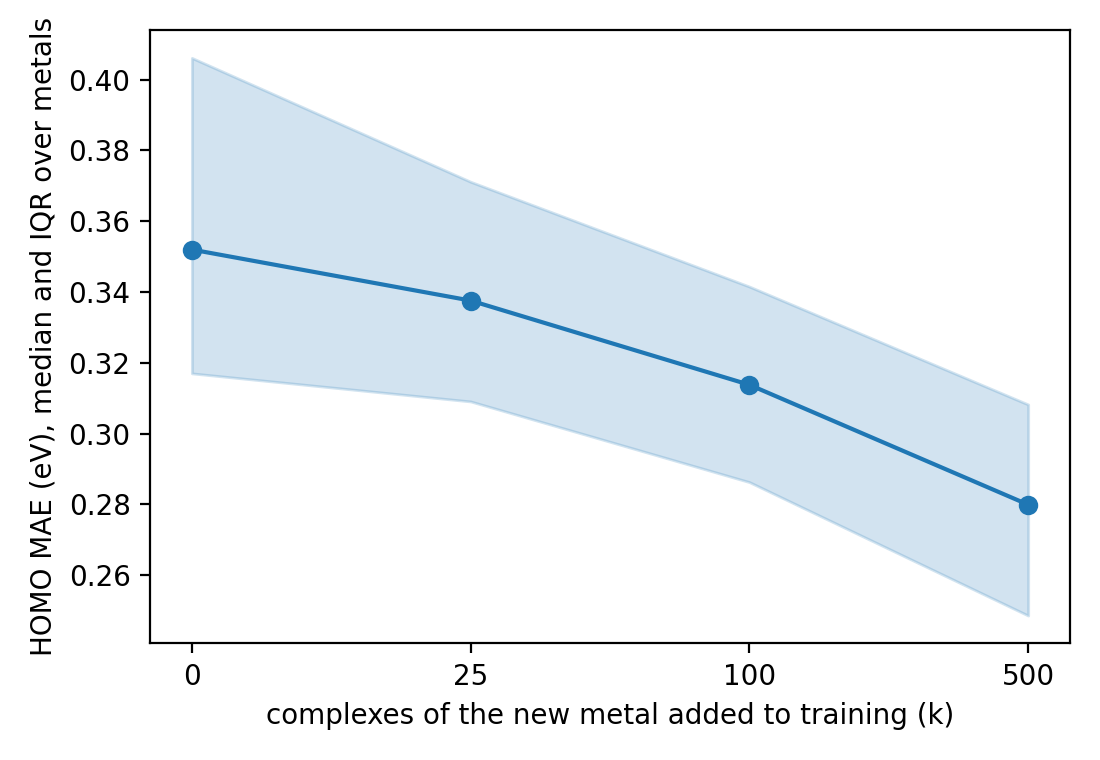 HOMO MAE (eV), median and IQR over metals
0.40
0.38
0.36
0.34
0.32
0.30
0.28
0.26
0 25 100 500
complexes of the new metal added to training (k)